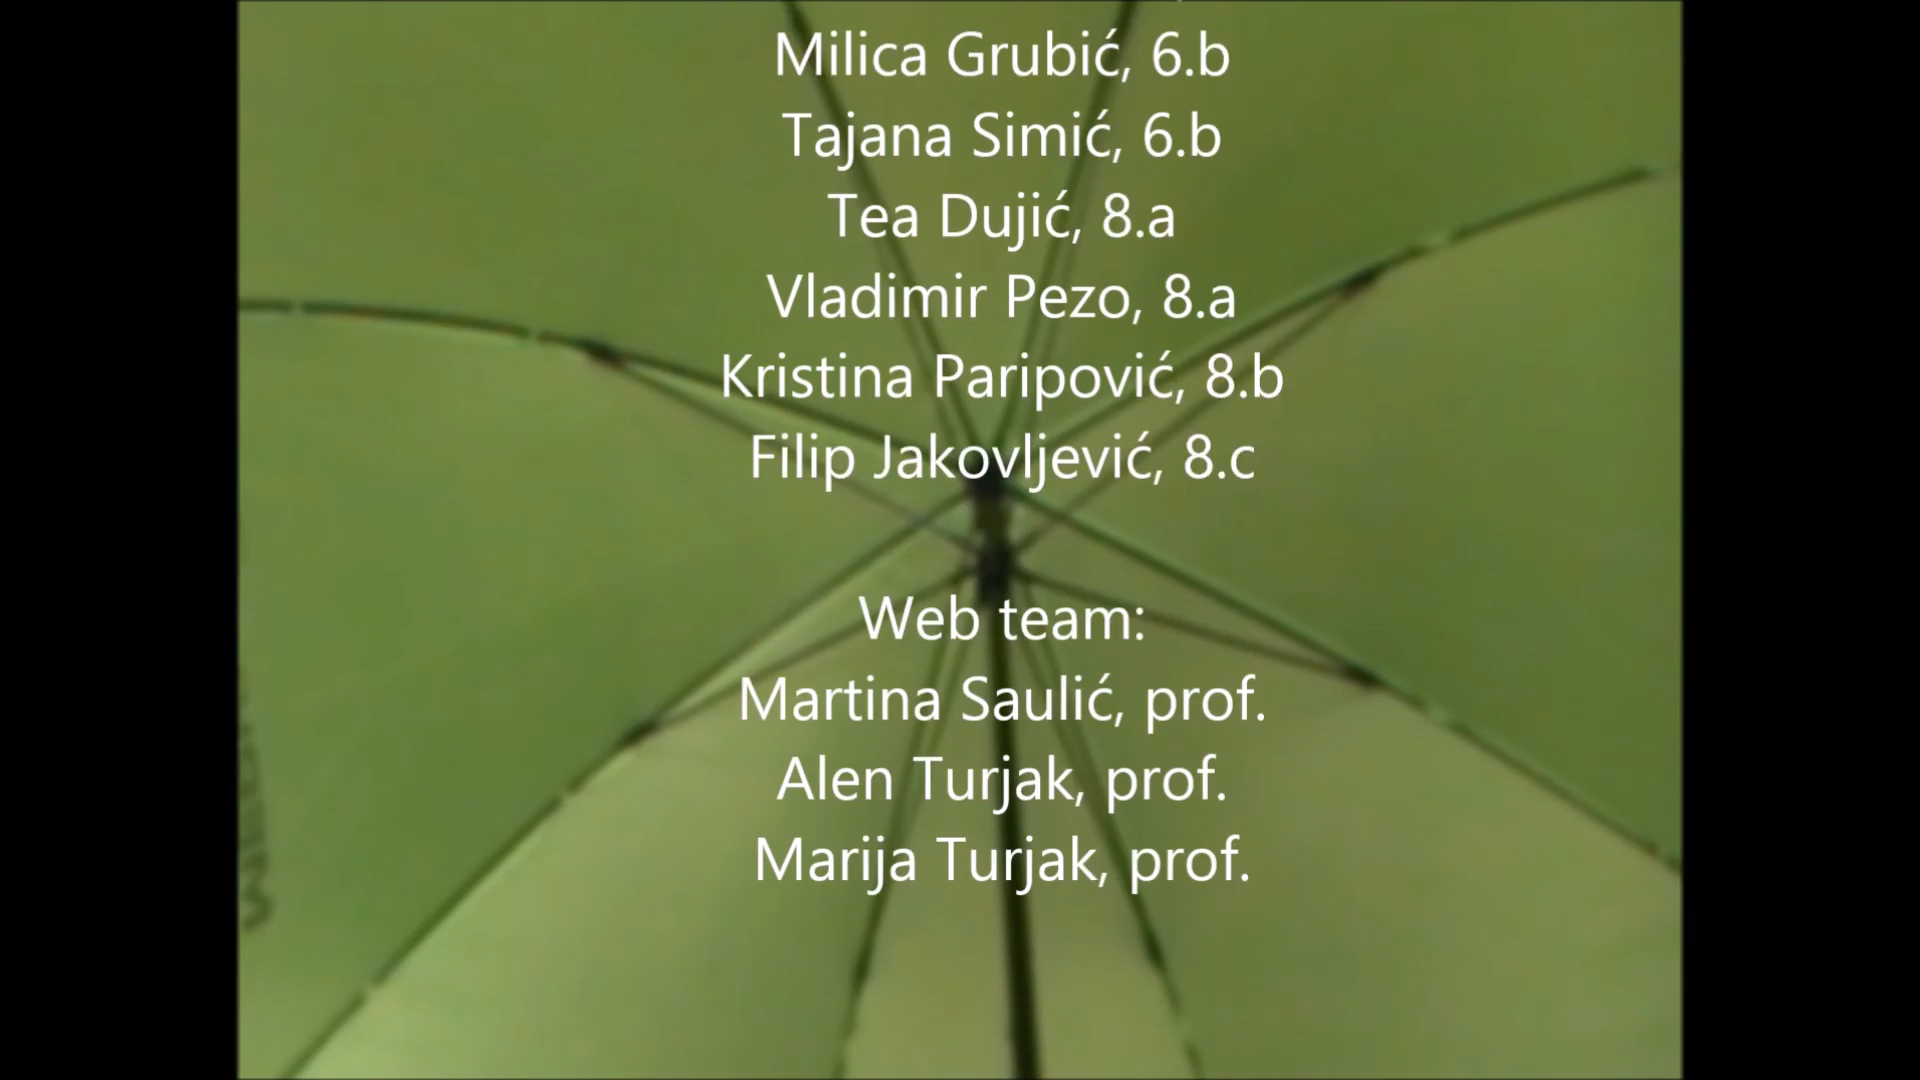 Milica Grubić, 6.b
Tajana Simić, 6.b
Tea Dujić, 8.a
Vladimir Pezo, 8.a
Kristina Paripović, 8.b
Filip Jakovljević, 8.c
Web team:
Martina Saulić, prof.
Alen Turjak, prof.
Marija Turjak, prof.